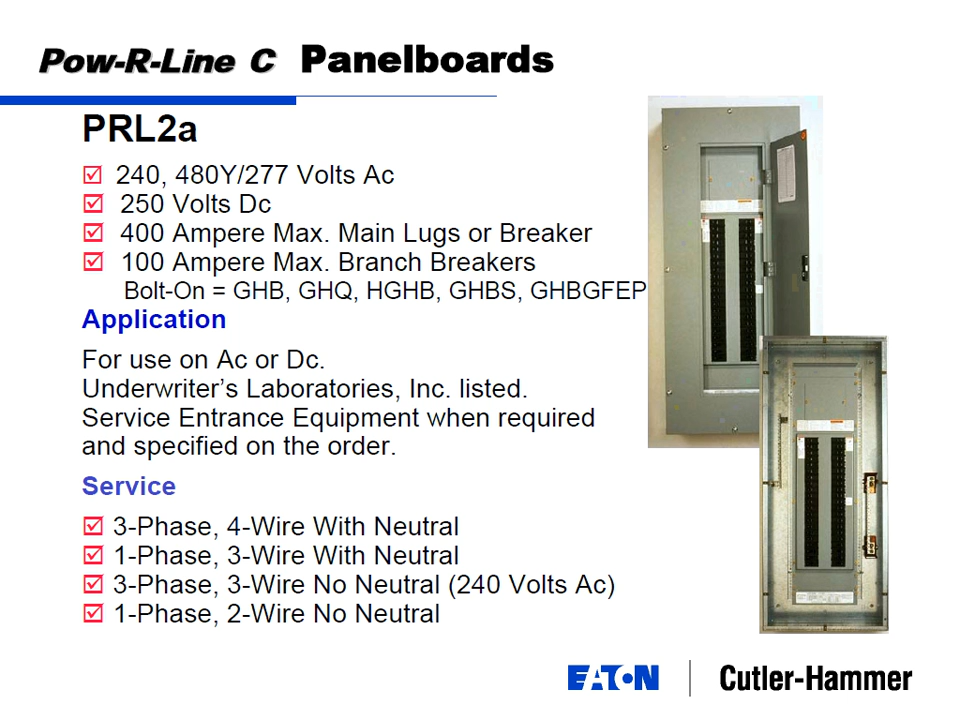 Pow-R-Line C Panelboards
PRL2a
240, 480Y/277 Volts Ac
250 Volts Dc
400 Ampere Max. Main Lugs or Breaker
100 Ampere Max. Branch Breakers
Bolt-On = GHB, GHQ, HGHB, GHBS, GHBGFEP
Application
For use on Ac or Dc.
Underwriter's Laboratories, Inc. listed.
Service Entrance Equipment when required
and specified on the order.
Service
3-Phase, 4-Wire With Neutral
1-Phase, 3-Wire With Neutral
3-Phase, 3-Wire No Neutral (240 Volts Ac)
1-Phase, 2-Wire No Neutral
EATON | Cutler-Hammer